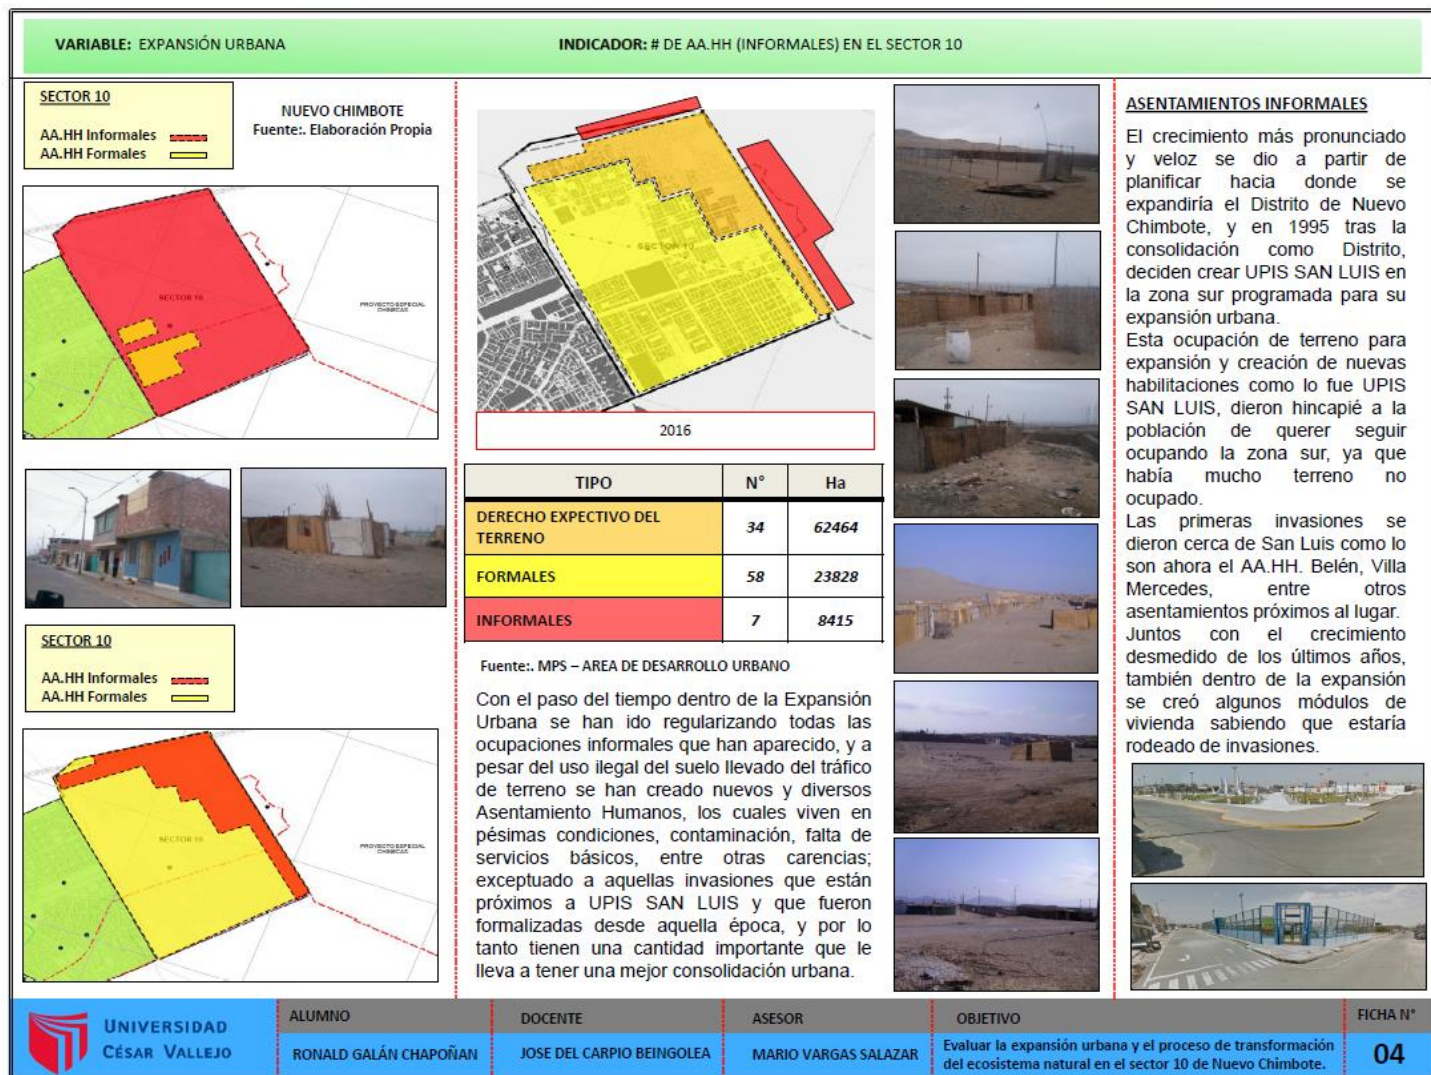 VARIABLE: EXPANSIÓN URBANA
INDICADOR: # DE AA.HH (INFORMALES) EN EL SECTOR 10
SECTOR 10
AA.HH Informales
AA.HH Formales
NUEVO CHIMBOTE
Fuente:. Elaboración Propia
SECTOR 10
PROYECTO ESPECIAL
CHINECAS
SECTOR 10
AA.HH Informales
AA.HH Formales
SECTOR 10
PROYECTO ESPECIAL
CHINECAS
SECTOR 10
2016
TIPO N° Ha
DERECHO EXPECTIVO DEL
TERRENO 34 62464
FORMALES 58 23828
INFORMALES 7 8415
Fuente:. MPS – AREA DE DESARROLLO URBANO
Con el paso del tiempo dentro de la Expansión
Urbana se han ido regularizando todas las
ocupaciones informales que han aparecido, y a
pesar del uso ilegal del suelo llevado del tráfico
de terreno se han creado nuevos y diversos
Asentamiento Humanos, los cuales viven en
pésimas condiciones, contaminación, falta de
servicios básicos, entre otras carencias;
exceptuado a aquellas invasiones que están
próximos a UPIS SAN LUIS y que fueron
formalizadas desde aquella época, y por lo
tanto tienen una cantidad importante que le
lleva a tener una mejor consolidación urbana.
ASENTAMIENTOS INFORMALES
El crecimiento más pronunciado
y veloz se dio a partir de
planificar hacia donde se
expandiría el Distrito de Nuevo
Chimbote, y en 1995 tras la
consolidación como Distrito,
deciden crear UPIS SAN LUIS en
la zona sur programada para su
expansión urbana.
Esta ocupación de terreno para
expansión y creación de nuevas
habilitaciones como lo fue UPIS
SAN LUIS, dieron hincapié a la
población de querer seguir
ocupando la zona sur, ya que
había mucho terreno no
ocupado.
Las primeras invasiones se
dieron cerca de San Luis como lo
son ahora el AA.HH. Belén, Villa
Mercedes, entre otros
asentamientos próximos al lugar.
Juntos con el crecimiento
desmedido de los últimos años,
también dentro de la expansión
se creó algunos módulos de
vivienda sabiendo que estaría
rodeado de invasiones.
UNIVERSIDAD
CÉSAR VALLEJO
ALUMNO
RONALD GALÁN CHAPOÑAN
DOCENTE
JOSE DEL CARPIO BEINGOLEA
ASESOR
MARIO VARGAS SALAZAR
OBJETIVO
Evaluar la expansión urbana y el proceso de transformación
del ecosistema natural en el sector 10 de Nuevo Chimbote.
FICHA N°
04